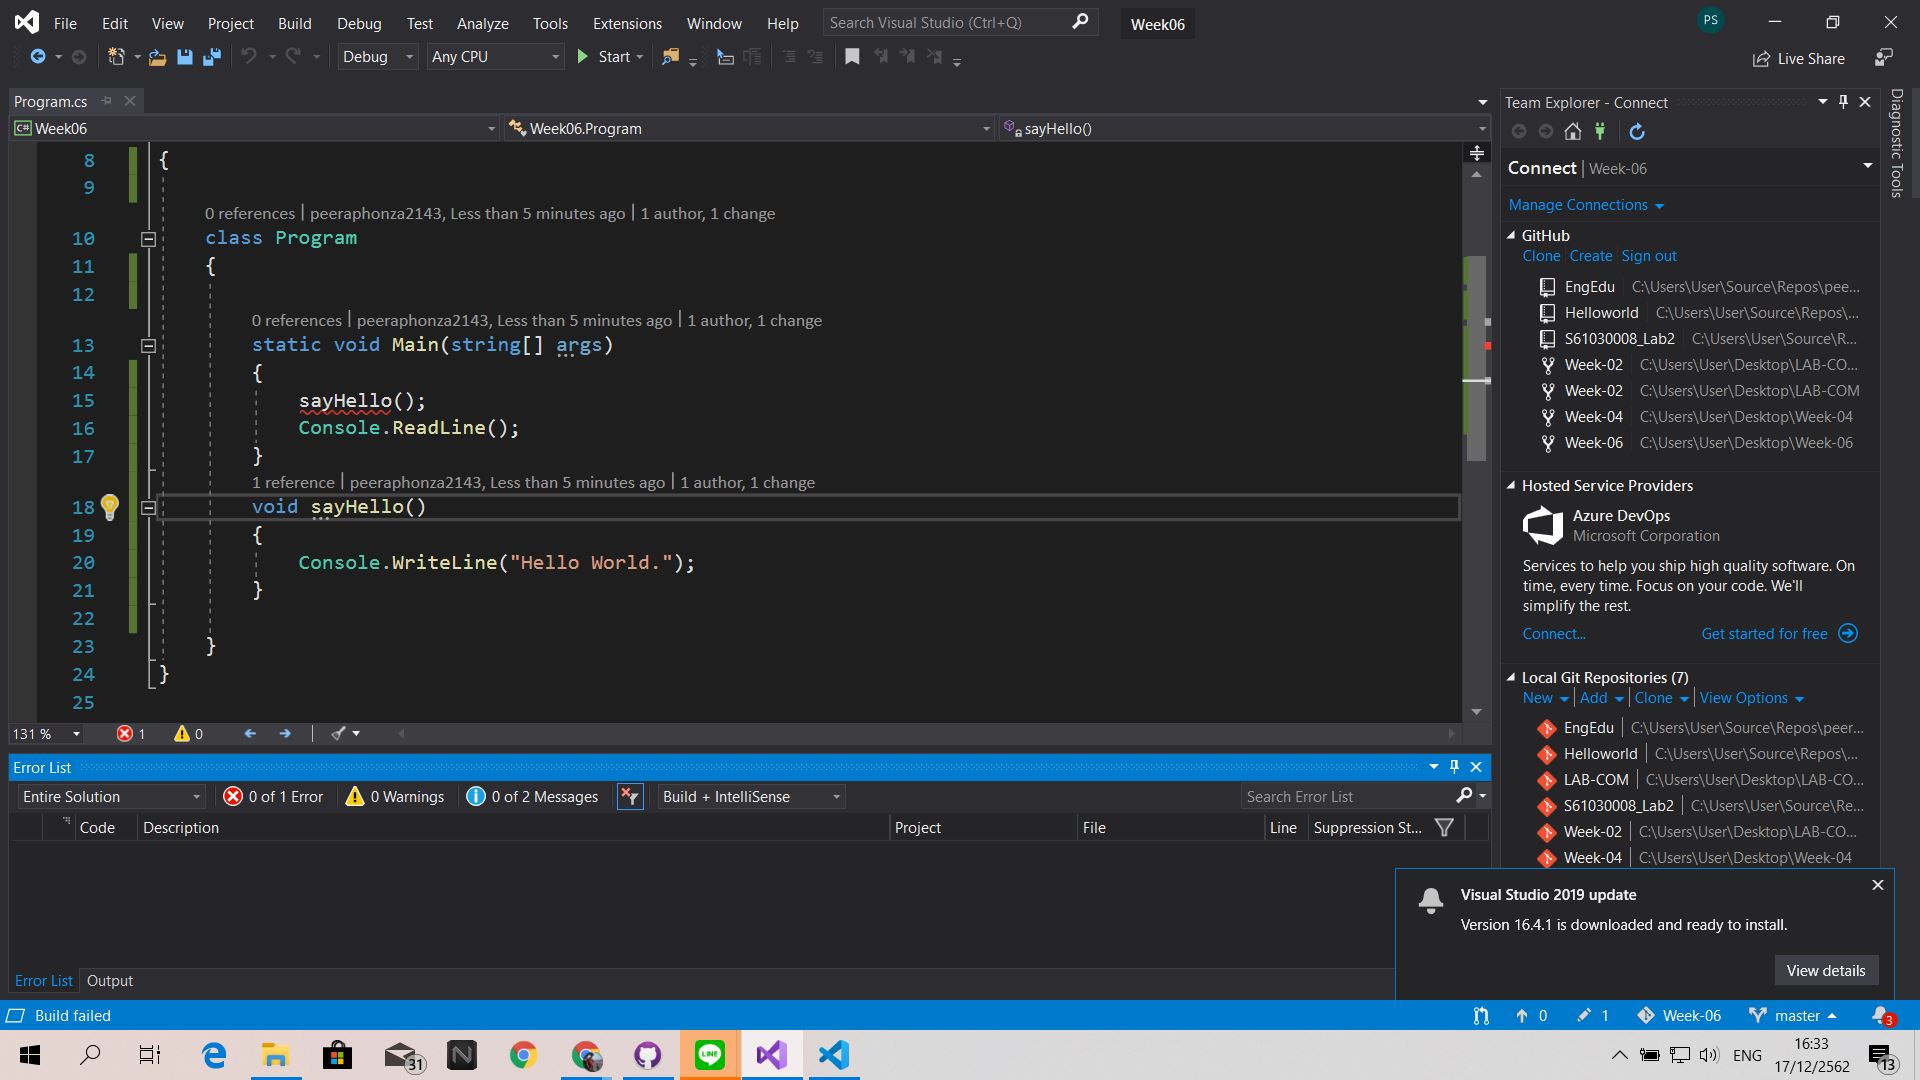 File Edit View Project Build Debug Test Analyze Tools Extensions Window Help Search Visual Studio (Ctrl+Q) Week06 PS
Debug Any CPU Start Live Share
Program.cs
Week06 Week06.Program sayHello()
8 {
9
0 references | peeraphonza2143, Less than 5 minutes ago | 1 author, 1 change
10 class Program
11 {
12
0 references | peeraphonza2143, Less than 5 minutes ago | 1 author, 1 change
13 static void Main(string[] args)
14 {
15 sayHello();
16 Console.ReadLine();
17 }
1 reference | peeraphonza2143, Less than 5 minutes ago | 1 author, 1 change
18 void sayHello()
19 {
20 Console.WriteLine("Hello World.");
21 }
22
23 }
24 }
25
131 % 1 0
Error List
Entire Solution 0 of 1 Error 0 Warnings 0 of 2 Messages Build + IntelliSense Search Error List
Code Description Project File Line Suppression St...
Error List Output
Team Explorer - Connect
Connect | Week-06
Manage Connections
GitHub
Clone Create Sign out
EngEdu C:\Users\User\Source\Repos\pee...
Helloworld C:\Users\User\Source\Repos\...
S61030008_Lab2 C:\Users\User\Source\R...
Week-02 C:\Users\User\Desktop\LAB-CO...
Week-02 C:\Users\User\Desktop\LAB-COM
Week-04 C:\Users\User\Desktop\Week-04
Week-06 C:\Users\User\Desktop\Week-06
Hosted Service Providers
Azure DevOps
Microsoft Corporation
Services to help you ship high quality software. On
time, every time. Focus on your code. We'll
simplify the rest.
Connect... Get started for free
Local Git Repositories (7)
New Add Clone View Options
EngEdu C:\Users\User\Source\Repos\peer...
Helloworld C:\Users\User\Source\Repos\...
LAB-COM C:\Users\User\Desktop\LAB-CO...
S61030008_Lab2 C:\Users\User\Source\Re...
Week-02 C:\Users\User\Desktop\LAB-CO...
Week-04 C:\Users\User\Desktop\Week-04
Diagnostic Tools
Visual Studio 2019 update
Version 16.4.1 is downloaded and ready to install.
View details
Build failed 0 1 Week-06 master 3
31 LINE ENG 16:33
17/12/2562 13